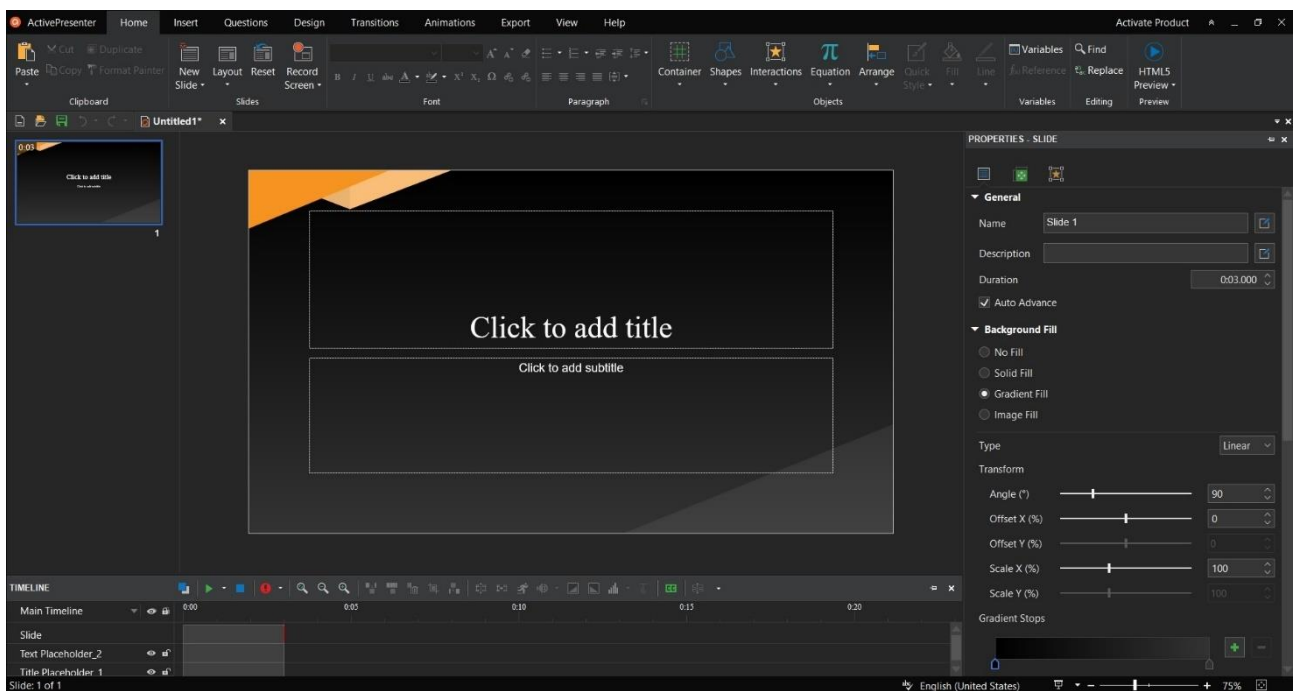 ActivePresenter Home Insert Questions Design Transitions Animations Export View Help Activate Product
Cut Duplicate
Paste Copy Format Painter
Clipboard
New Slide Layout Reset Record Screen
Slides
B I U abc A X² X₂ Ω
Font
Paragraph
Container Shapes Interactions Equation Arrange Quick Style Fill Line
Objects
Variables
Reference
Variables
Find
Replace
Editing
HTML5 Preview
Preview
Untitled1*
0:03
Click to add title
1
Click to add title
Click to add subtitle
PROPERTIES - SLIDE
General
Name Slide 1
Description
Duration 0:03.000
Auto Advance
Background Fill
No Fill
Solid Fill
Gradient Fill
Image Fill
Type Linear
Transform
Angle (°) 90
Offset X (%) 0
Offset Y (%) 0
Scale X (%) 100
Scale Y (%) 100
Gradient Stops
TIMELINE
CC
Main Timeline 0:00 0:05 0:10 0:15 0:20
Slide
Text Placeholder_2
Title Placeholder_1
Slide: 1 of 1 English (United States) 75%